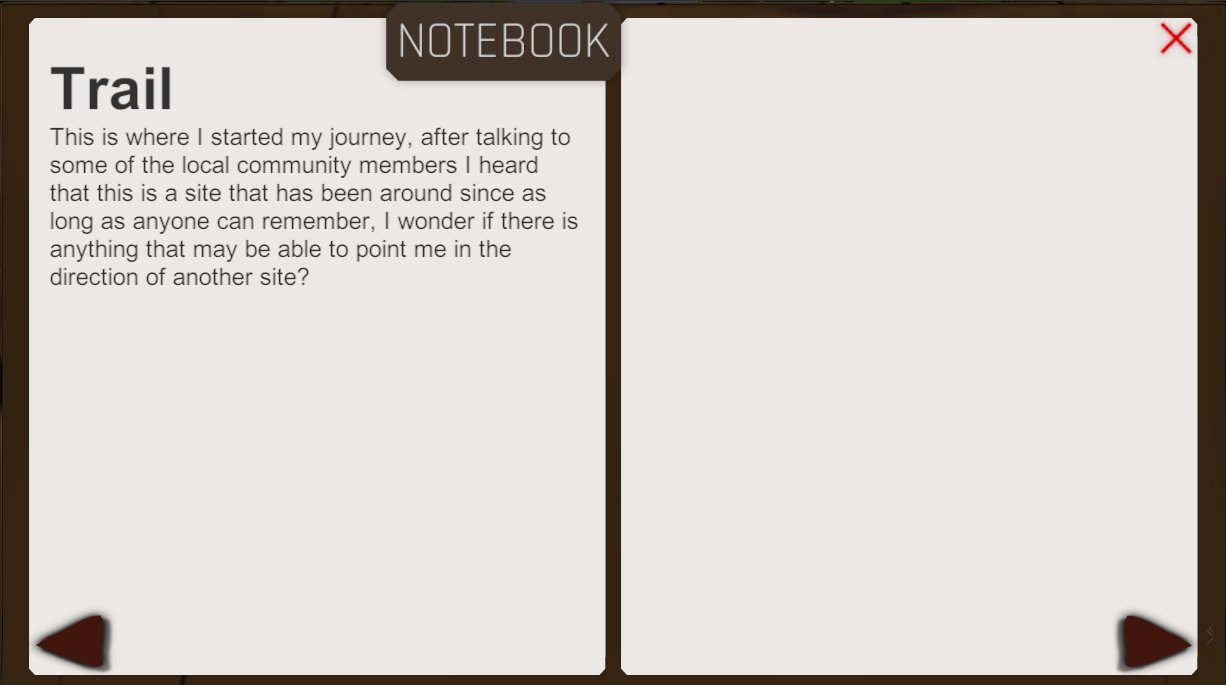 NOTEBOOK
Trail
This is where I started my journey, after talking to
some of the local community members I heard
that this is a site that has been around since as
long as anyone can remember, I wonder if there is
anything that may be able to point me in the
direction of another site?